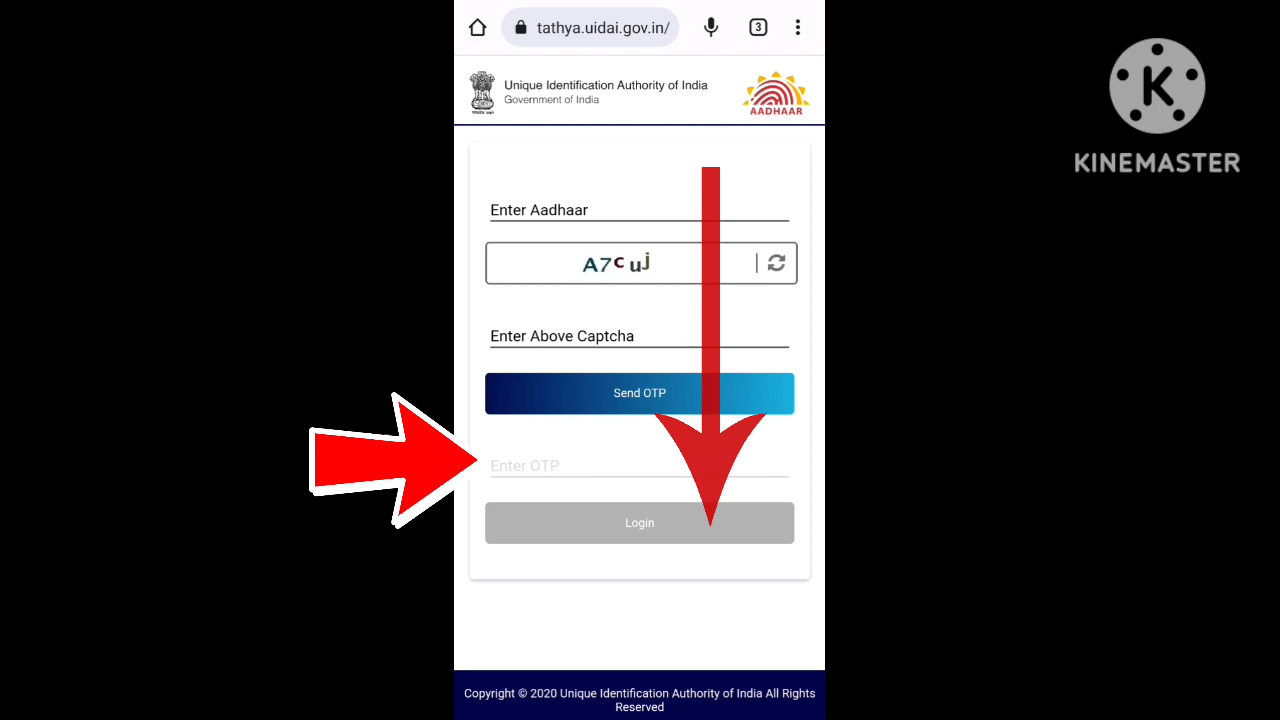 tathya.uidai.gov.in/
3
Unique Identification Authority of India
Government of India
AADHAAR
K
KINEMASTER
Enter Aadhaar
A7cuj
Enter Above Captcha
Send OTP
Enter OTP
Login
Copyright © 2020 Unique Identification Authority of India All Rights
Reserved